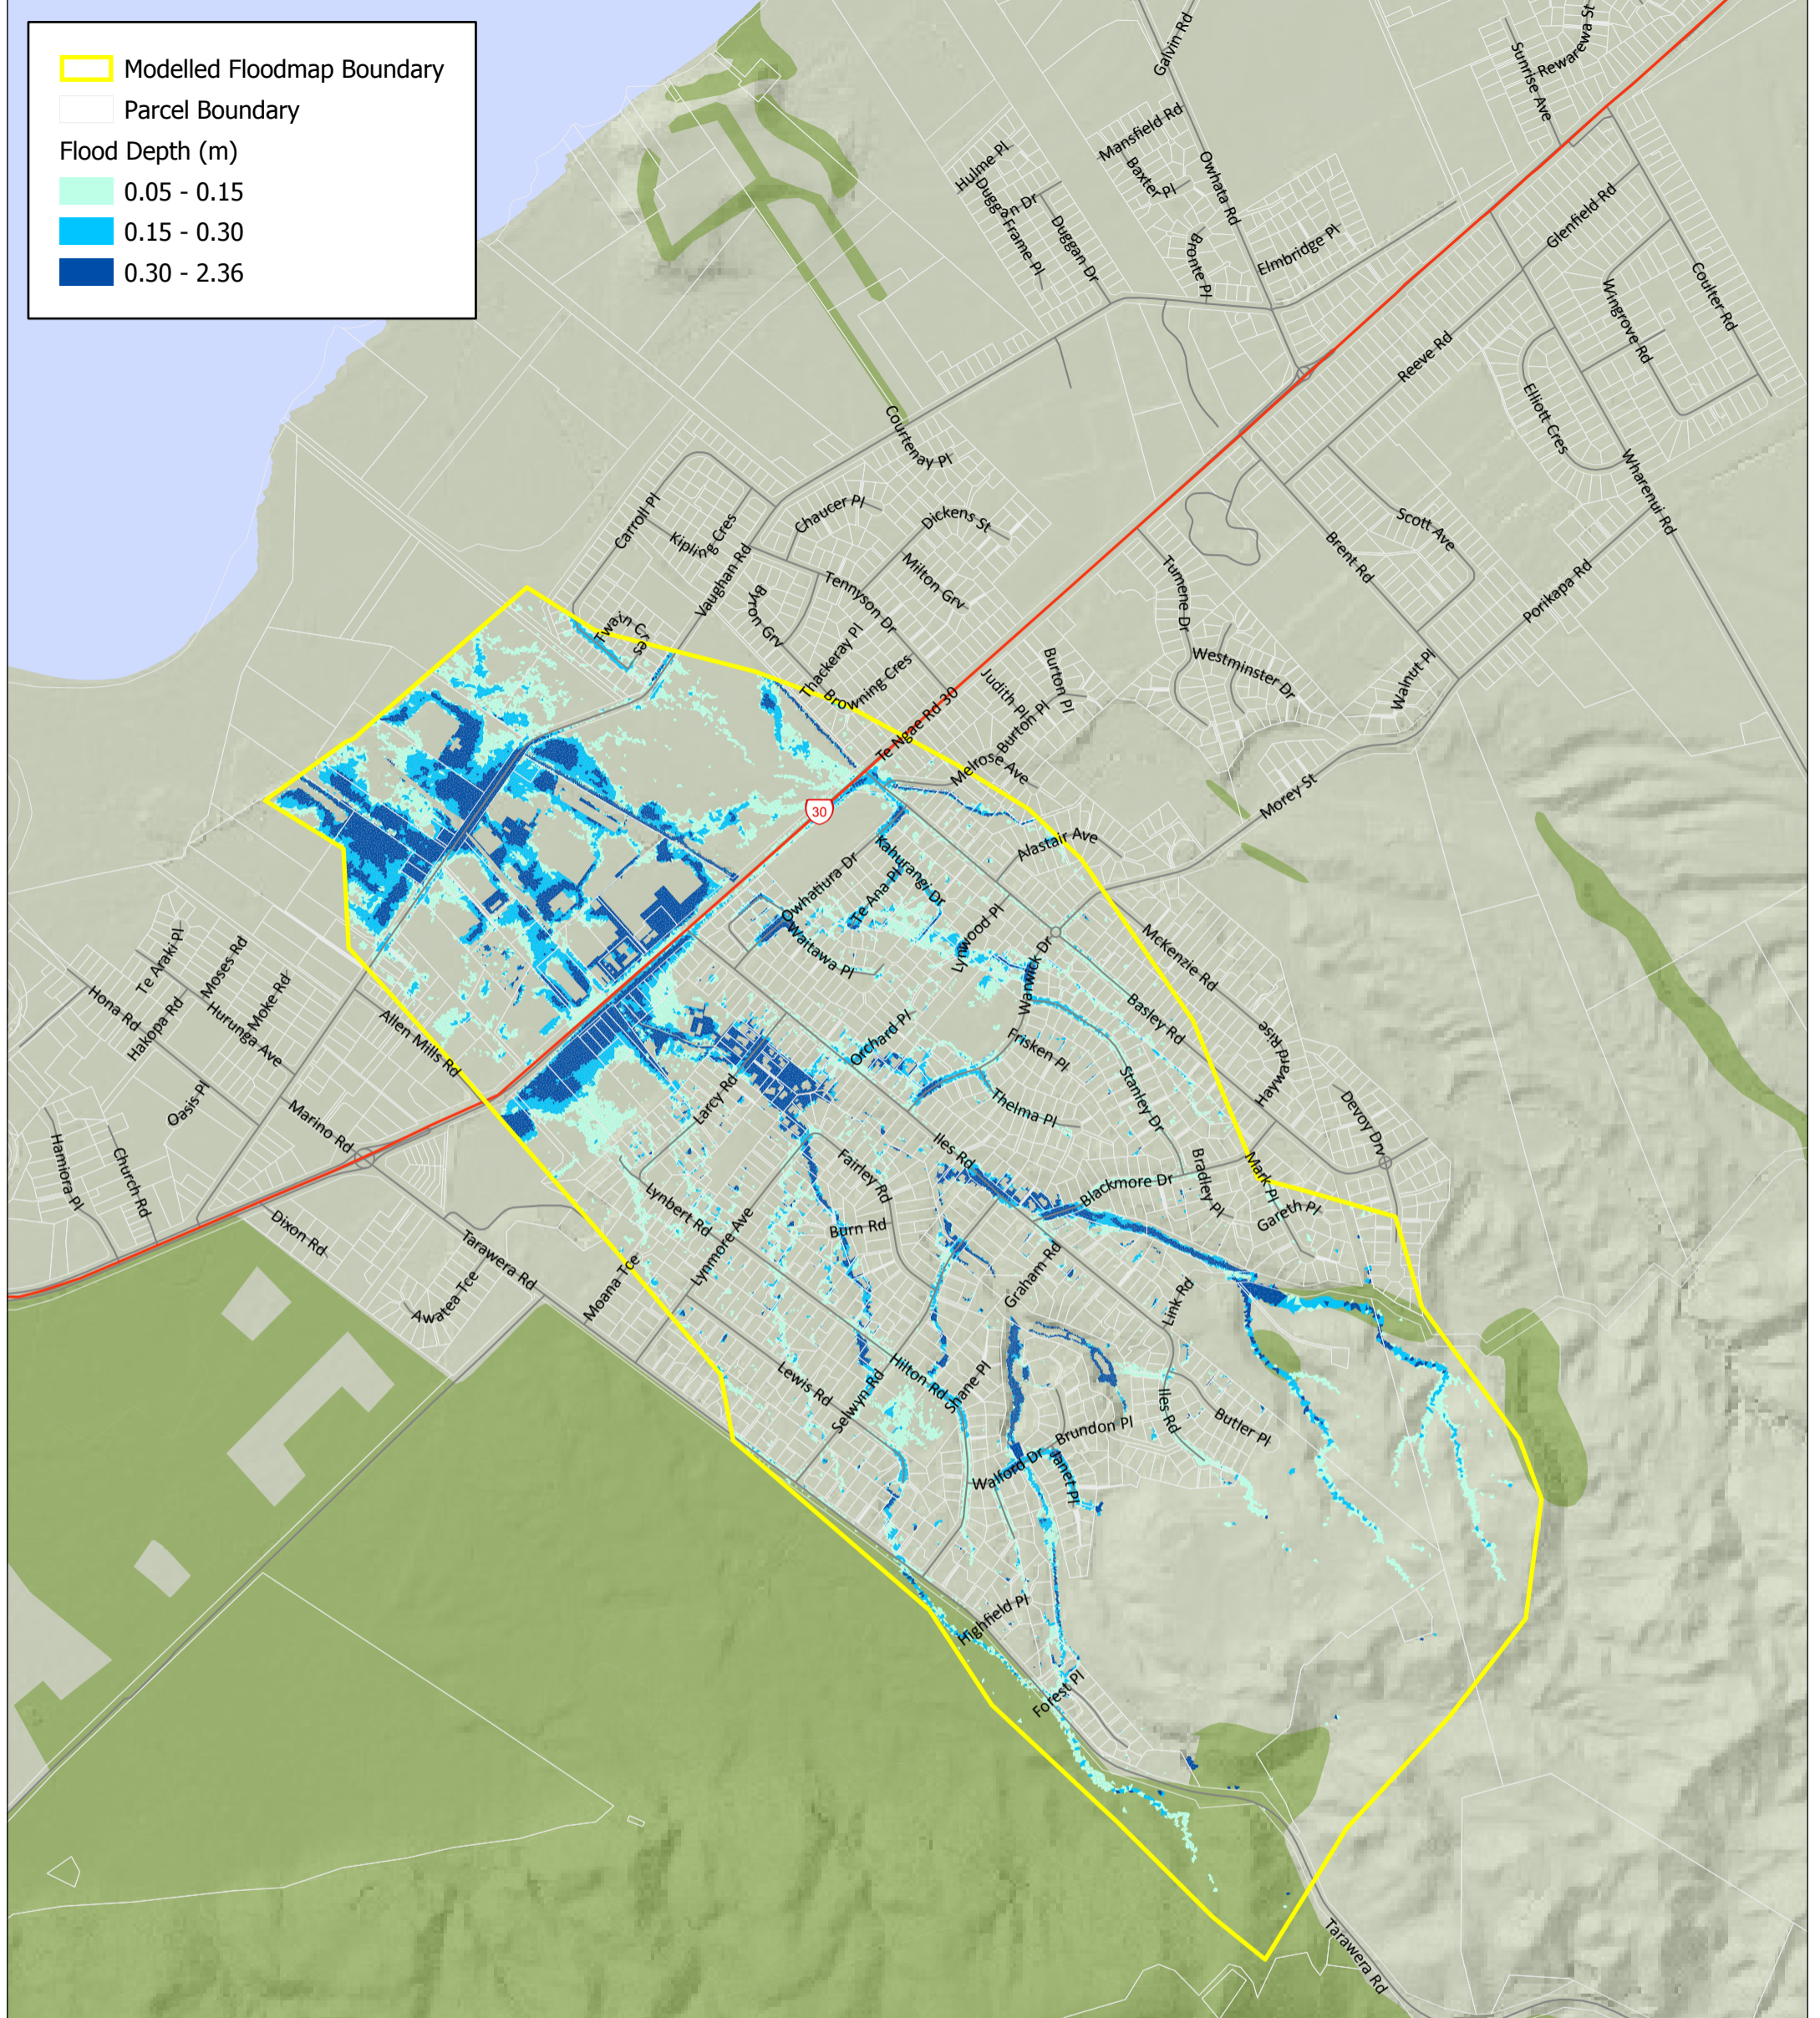 Modelled Floodmap Boundary
Parcel Boundary
Flood Depth (m)
0.05 - 0.15
0.15 - 0.30
0.30 - 2.36
Galvin Rd
Rewarewa St
Sunrise Ave
Mansfield Rd
Hulme Pl
Baxter Pl
Owhata Rd
Duggan Dr
Frame Pl
Duggan Dr
Bronte Pl
Elmbridge Pl
Glenfield Rd
Coulter Rd
Wingrove Rd
Reeve Rd
Elliott Cres
Courtenay Pl
Wharenui Rd
Carroll Pl
Chaucer Pl
Dickens St
Kipling Cres
Scott Ave
Vaughan Rd
Brent Rd
Milton Grv
Tennyson Dr
Tumene Dr
Porikapa Rd
Byron Grv
Twain Cres
Thackeray Pl
Browning Cres
Burton Pl
Judith Pl
Westminster Dr
Walnut Pl
Te Ngae Rd 30
Burton Pl
Melrose Ave
Morey St
30
Alastair Ave
Kahurangi Dr
Owhatiura Dr
Te Ana Pl
Lynwood Pl
Waitawa Pl
Warwick Dr
McKenzie Rd
Te Araki Pl
Moses Rd
Moke Rd
Hona Rd
Hakopa Rd
Hurunga Ave
Allen Mills Rd
Basley Rd
Orchard Pl
Frisken Pl
Hayward Rise
Stanley Dr
Oasis Pl
Marino Rd
Larcy Rd
Thelma Pl
Devoy Drv
Hamiora Pl
Church Rd
Iles Rd
Fairley Rd
Blackmore Dr
Bradley Pl
Mark Pl
Gareth Pl
Lynbert Rd
Burn Rd
Dixon Rd
Tarawera Rd
Lynmore Ave
Moana Tce
Graham Rd
Link Rd
Awatea Tce
Hilton Rd
Shane Pl
Lewis Rd
Selwyn Rd
Iles Rd
Butler Pl
Brundon Pl
Walford Dr
Janet Pl
Highfield Pl
Forest Pl
Tarawera Rd